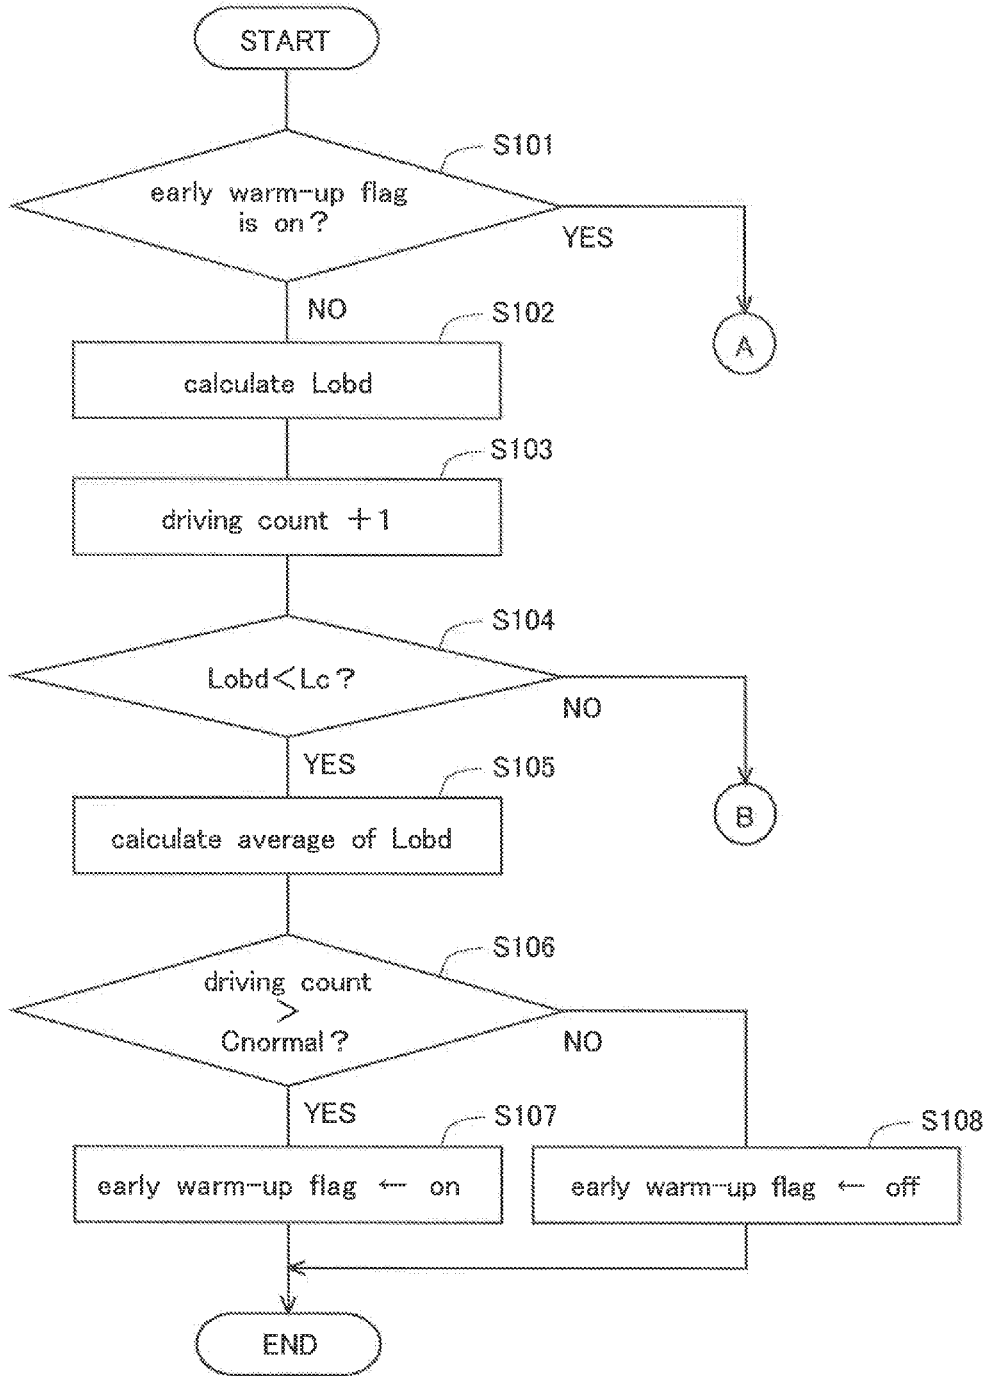 START
S101
early warm-up flag
is on?
YES
NO
A
S102
calculate Lobd
S103
driving count +1
S104
Lobd<Lc?
NO
YES
B
S105
calculate average of Lobd
S106
driving count
>
Cnormal?
NO
YES
S107
early warm-up flag ← on
S108
early warm-up flag ← off
END